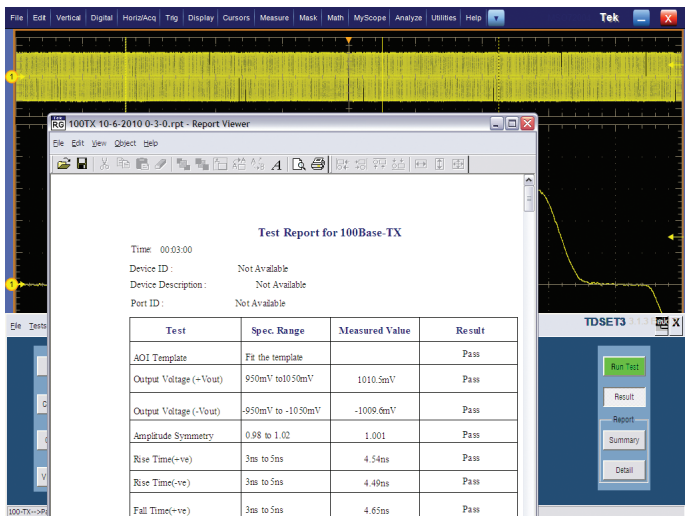 File Edit Vertical Digital Horiz/Acq Trig Display Cursors Measure Mask Math MyScope Analyze Utilities Help Tek X
1
RG 100TX 10-6-2010 0-3-0.rpt - Report Viewer
File Edit View Object Help
Test Report for 100Base-TX
Time: 00:03:00
Device ID : Not Available
Device Description : Not Available
Port ID : Not Available
Test Spec. Range Measured Value Result
AOI Template Fit the template Pass
Output Voltage (+Vout) 950mV to1050mV 1010.5mV Pass
Output Voltage (-Vout) -950mV to -1050mV -1009.6mV Pass
Amplitude Symmetry 0.98 to 1.02 1.001 Pass
Rise Time(+ve) 3ns to 5ns 4.54ns Pass
Rise Time(-ve) 3ns to 5ns 4.49ns Pass
Fall Time(+ve) 3ns to 5ns 4.65ns Pass
1
File Tests
TDSET3 X
Run Test
Result
Report
Summary
Detail
100-TX-->Pa